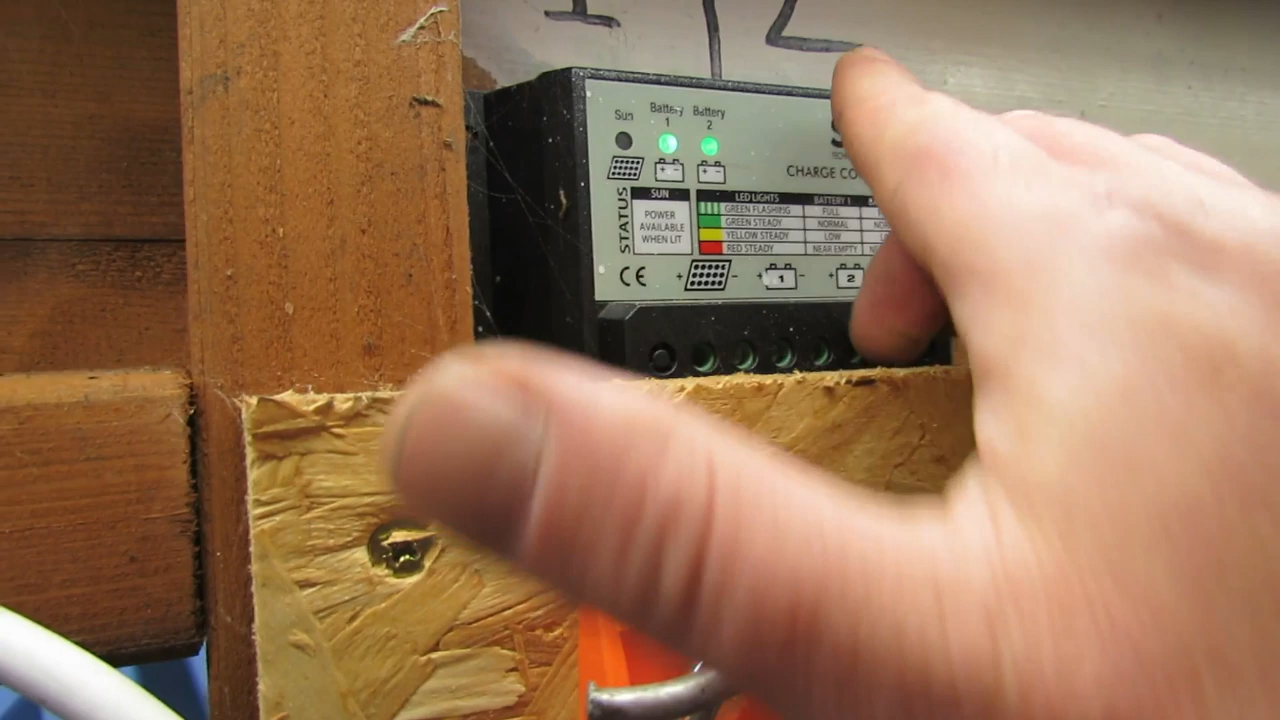 Sun Battery 1 Battery 2
CHARGE CO
STATUS
SUN
POWER
AVAILABLE
WHEN LIT
LED LIGHTS BATTERY 1
GREEN FLASHING FULL
GREEN STEADY NORMAL
YELLOW STEADY LOW
RED STEADY NEAR EMPTY
CE + - + 1 - + 2